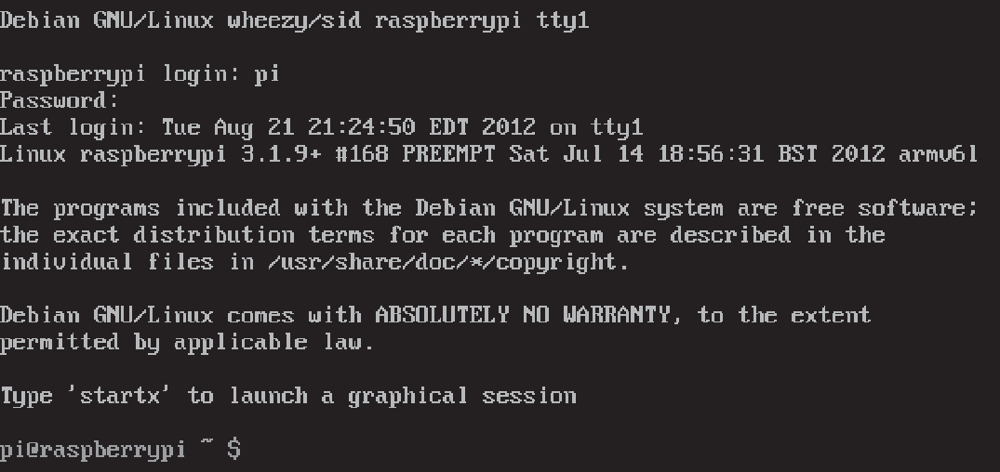 Debian GNU/Linux wheezy/sid raspberrypi tty1
raspberrypi login: pi
Password:
Last login: Tue Aug 21 21:24:50 EDT 2012 on tty1
Linux raspberrypi 3.1.9+ #168 PREEMPT Sat Jul 14 18:56:31 BST 2012 armv6l
The programs included with the Debian GNU/Linux system are free software;
the exact distribution terms for each program are described in the
individual files in /usr/share/doc/*/copyright.
Debian GNU/Linux comes with ABSOLUTELY NO WARRANTY, to the extent
permitted by applicable law.
Type 'startx' to launch a graphical session
pi@raspberrypi ~ $